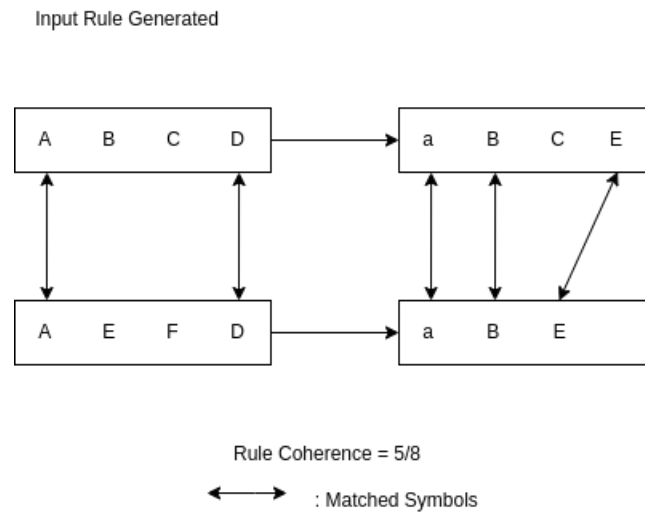 Input Rule Generated
A B C D
a B C E
A E F D
a B E
Rule Coherence = 5/8
: Matched Symbols